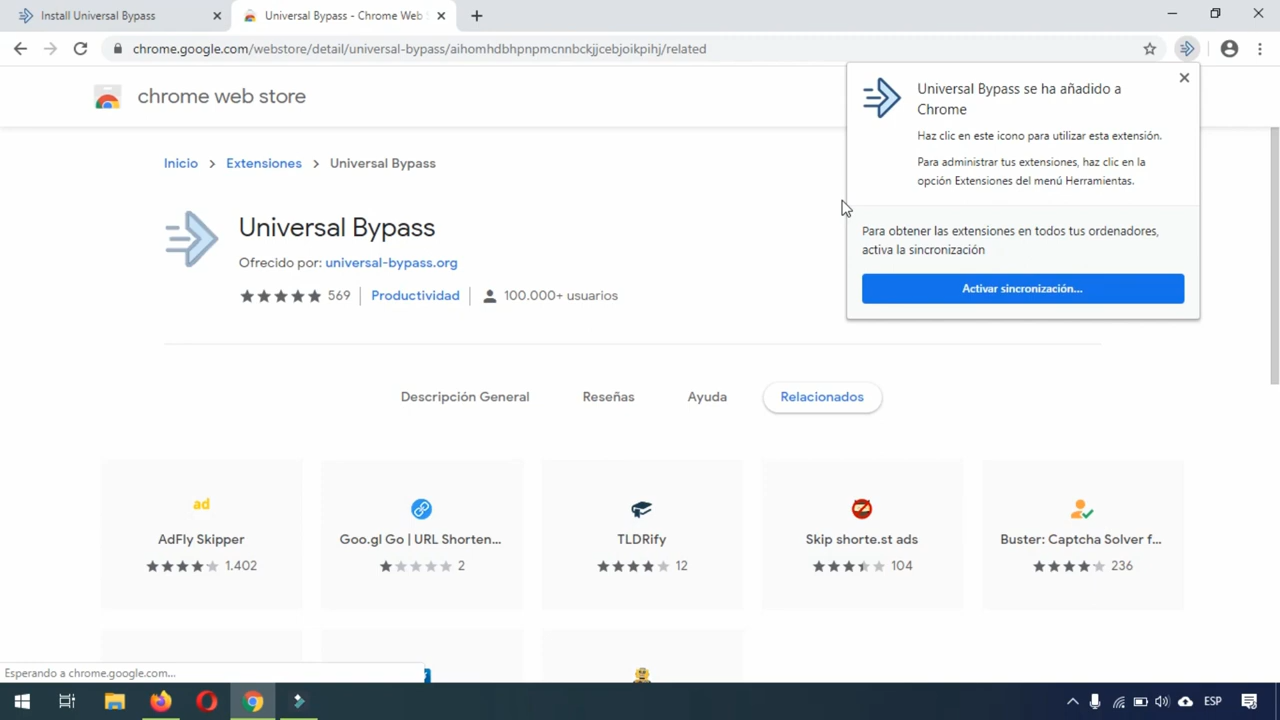 Install Universal Bypass
Universal Bypass - Chrome Web S
chrome.google.com/webstore/detail/universal-bypass/aihomhdbhpnpmcnnbckjjcebjoikpihj/related
chrome web store
Universal Bypass se ha añadido a
Chrome
Haz clic en este icono para utilizar esta extensión.
Para administrar tus extensiones, haz clic en la
opción Extensiones del menú Herramientas.
Para obtener las extensiones en todos tus ordenadores,
activa la sincronización
Activar sincronización...
Inicio > Extensiones > Universal Bypass
Universal Bypass
Ofrecido por: universal-bypass.org
569 | Productividad | 100.000+ usuarios
Descripción General Reseñas Ayuda Relacionados
ad
AdFly Skipper
1.402
Goo.gl Go | URL Shorten...
2
TLDRify
12
Skip shorte.st ads
104
Buster: Captcha Solver f...
236
Esperando a chrome.google.com...
ESP